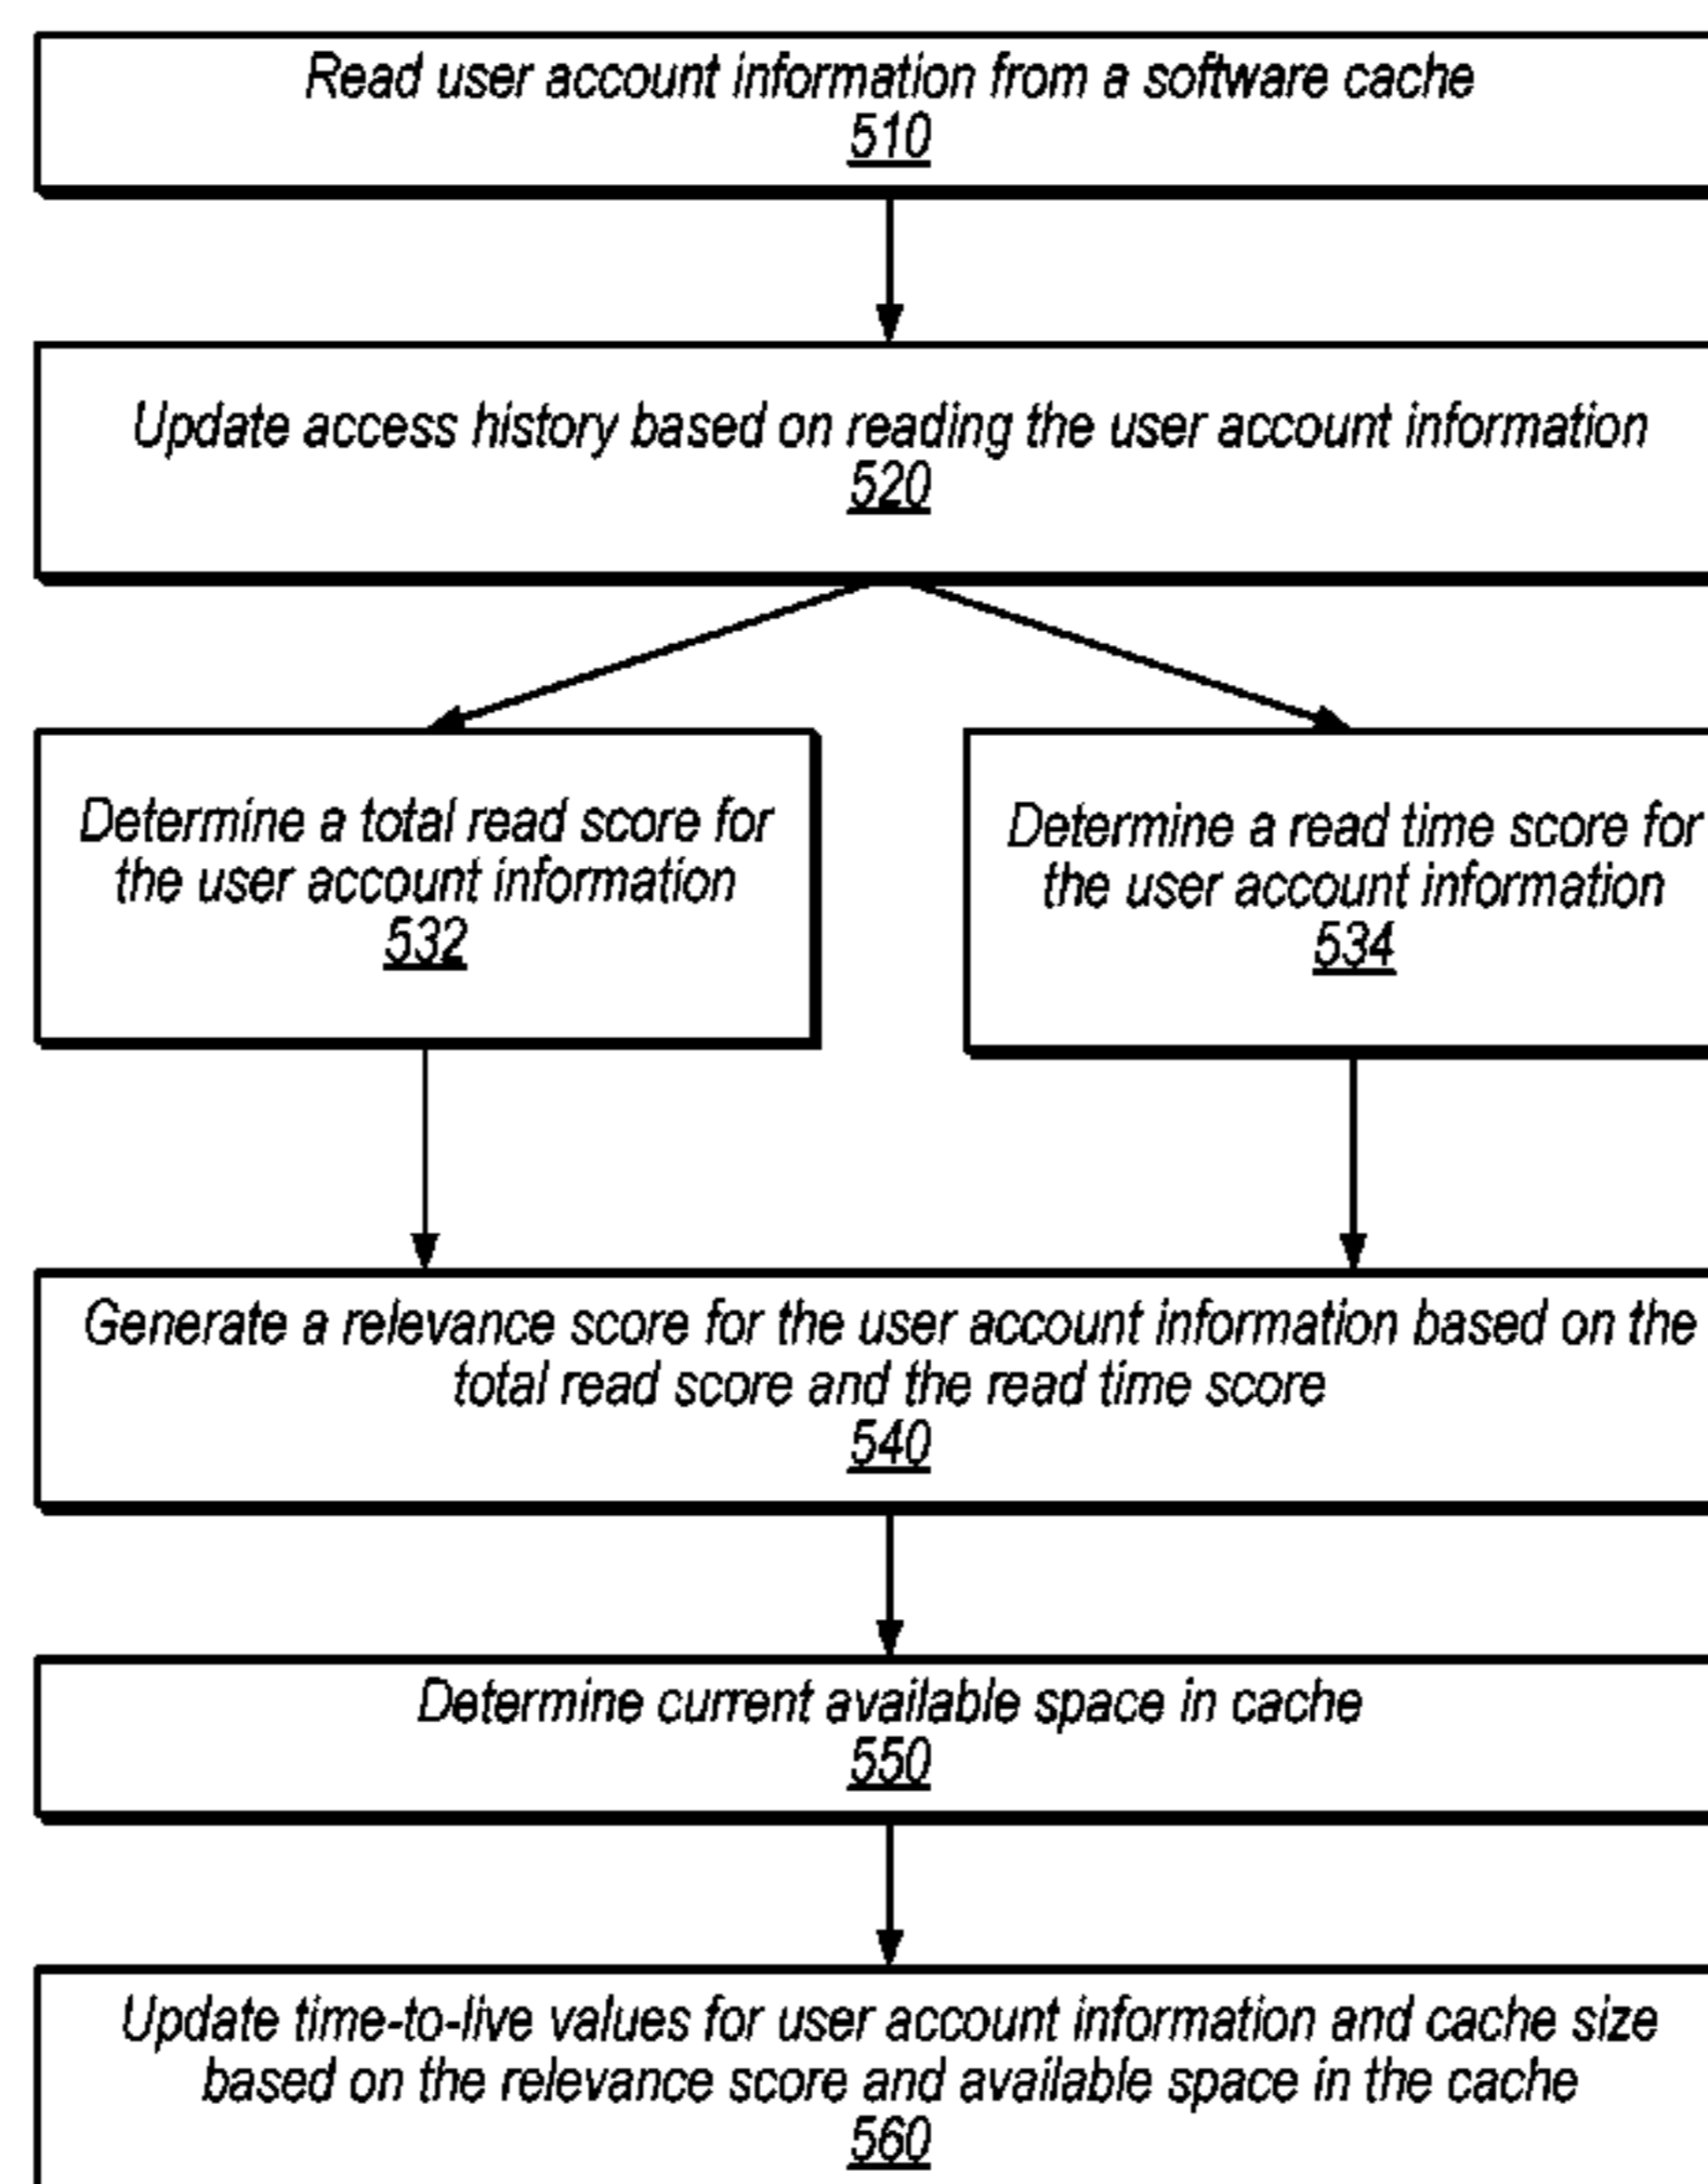 Read user account information from a software cache
510
Update access history based on reading the user account information
520
Determine a total read score for
the user account information
532
Determine a read time score for
the user account information
534
Generate a relevance score for the user account information based on the
total read score and the read time score
540
Determine current available space in cache
550
Update time-to-live values for user account information and cache size
based on the relevance score and available space in the cache
560